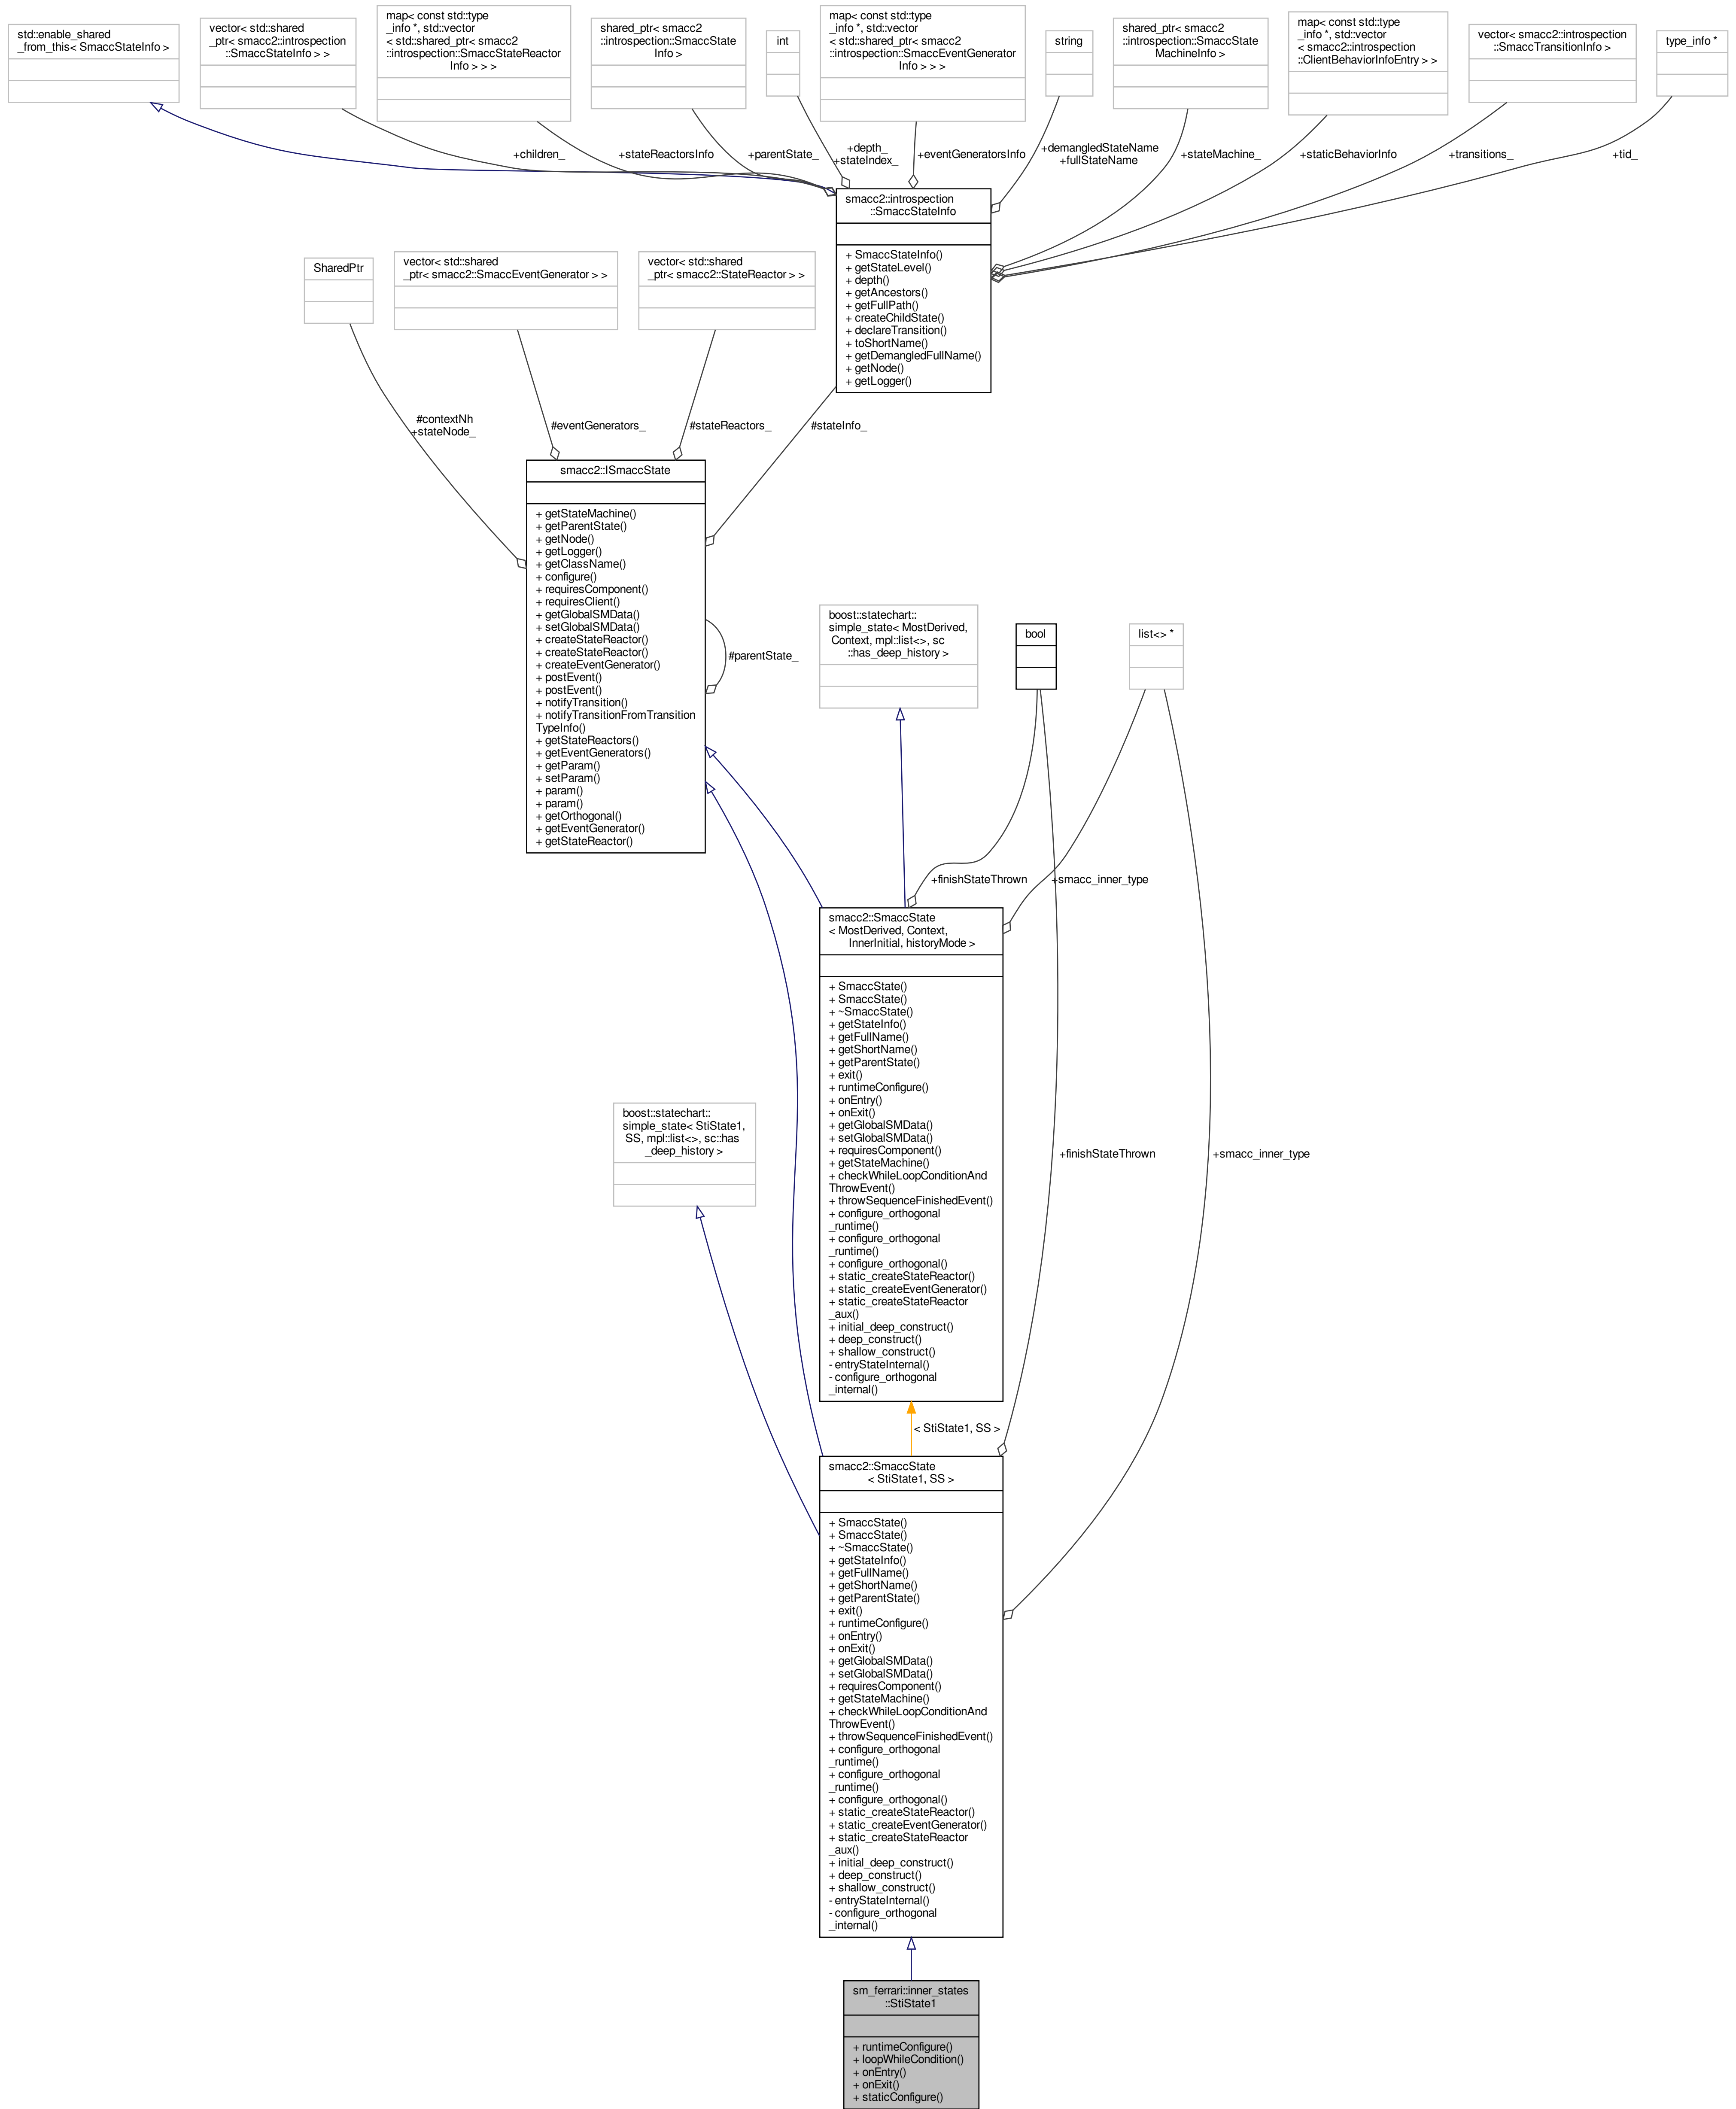 std::enable_shared
_from_this< SmaccStateInfo >
vector< std::shared
_ptr< smacc2::introspection
::SmaccStateInfo > >
map< const std::type
_info *, std::vector
< std::shared_ptr< smacc2
::introspection::SmaccStateReactor
Info > > >
shared_ptr< smacc2
::introspection::SmaccState
Info >
int
map< const std::type
_info *, std::vector
< std::shared_ptr< smacc2
::introspection::SmaccEventGenerator
Info > > >
string
shared_ptr< smacc2
::introspection::SmaccState
MachineInfo >
map< const std::type
_info *, std::vector
< smacc2::introspection
::ClientBehaviorInfoEntry > >
vector< smacc2::introspection
::SmaccTransitionInfo >
type_info *
+children_
+stateReactorsInfo
+parentState_
+depth_
+stateIndex_
+eventGeneratorsInfo
+demangledStateName
+fullStateName
+stateMachine_
+staticBehaviorInfo
+transitions_
+tid_
smacc2::introspection
::SmaccStateInfo
+ SmaccStateInfo()
+ getStateLevel()
+ depth()
+ getAncestors()
+ getFullPath()
+ createChildState()
+ declareTransition()
+ toShortName()
+ getDemangledFullName()
+ getNode()
+ getLogger()
SharedPtr
vector< std::shared
_ptr< smacc2::SmaccEventGenerator > >
vector< std::shared
_ptr< smacc2::StateReactor > >
#contextNh
+stateNode_
#eventGenerators_
#stateReactors_
#stateInfo_
smacc2::ISmaccState
+ getStateMachine()
+ getParentState()
+ getNode()
+ getLogger()
+ getClassName()
+ configure()
+ requiresComponent()
+ requiresClient()
+ getGlobalSMData()
+ setGlobalSMData()
+ createStateReactor()
+ createStateReactor()
+ createEventGenerator()
+ postEvent()
+ postEvent()
+ notifyTransition()
+ notifyTransitionFromTransition
TypeInfo()
+ getStateReactors()
+ getEventGenerators()
+ getParam()
+ setParam()
+ param()
+ param()
+ getOrthogonal()
+ getEventGenerator()
+ getStateReactor()
#parentState_
boost::statechart::
simple_state< MostDerived,
Context, mpl::list<>, sc
::has_deep_history >
bool
list<> *
+finishStateThrown
+smacc_inner_type
smacc2::SmaccState
< MostDerived, Context,
InnerInitial, historyMode >
+ SmaccState()
+ SmaccState()
+ ~SmaccState()
+ getStateInfo()
+ getFullName()
+ getShortName()
+ getParentState()
+ exit()
+ runtimeConfigure()
+ onEntry()
+ onExit()
+ getGlobalSMData()
+ setGlobalSMData()
+ requiresComponent()
+ getStateMachine()
+ checkWhileLoopConditionAnd
ThrowEvent()
+ throwSequenceFinishedEvent()
+ configure_orthogonal
_runtime()
+ configure_orthogonal
_runtime()
+ configure_orthogonal()
+ static_createStateReactor()
+ static_createEventGenerator()
+ static_createStateReactor
_aux()
+ initial_deep_construct()
+ deep_construct()
+ shallow_construct()
- entryStateInternal()
- configure_orthogonal
_internal()
boost::statechart::
simple_state< StiState1,
SS, mpl::list<>, sc::has
_deep_history >
+finishStateThrown
+smacc_inner_type
< StiState1, SS >
smacc2::SmaccState
< StiState1, SS >
+ SmaccState()
+ SmaccState()
+ ~SmaccState()
+ getStateInfo()
+ getFullName()
+ getShortName()
+ getParentState()
+ exit()
+ runtimeConfigure()
+ onEntry()
+ onExit()
+ getGlobalSMData()
+ setGlobalSMData()
+ requiresComponent()
+ getStateMachine()
+ checkWhileLoopConditionAnd
ThrowEvent()
+ throwSequenceFinishedEvent()
+ configure_orthogonal
_runtime()
+ configure_orthogonal
_runtime()
+ configure_orthogonal()
+ static_createStateReactor()
+ static_createEventGenerator()
+ static_createStateReactor
_aux()
+ initial_deep_construct()
+ deep_construct()
+ shallow_construct()
- entryStateInternal()
- configure_orthogonal
_internal()
sm_ferrari::inner_states
::StiState1
+ runtimeConfigure()
+ loopWhileCondition()
+ onEntry()
+ onExit()
+ staticConfigure()